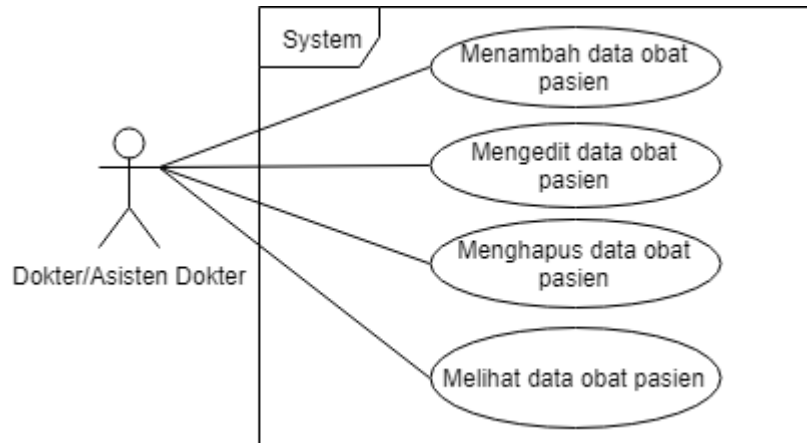 System
Menambah data obat
pasien
Mengedit data obat
pasien
Menghapus data obat
pasien
Dokter/Asisten Dokter
Melihat data obat pasien